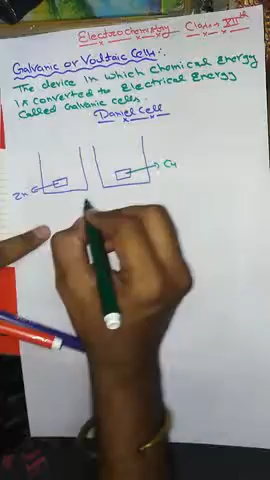 Electrochemistry Class XIIth
Galvanic or Voltaic Cells:
The device in which Chemical Energy
is converted to Electrical Energy
Called Galvanic cells.
Daniel Cell
Zn
Cu